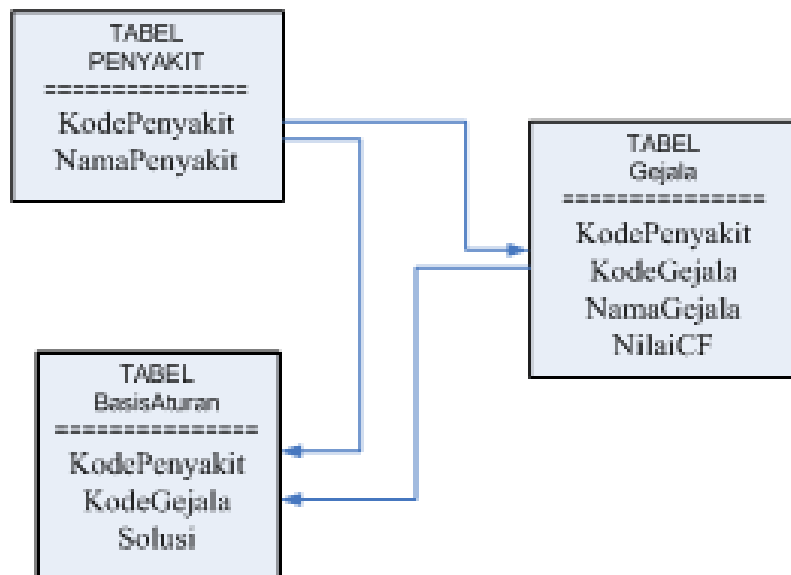 TABEL
PENYAKIT
===============
KodePenyakit
NamaPenyakit
TABEL
Gejala
===============
KodePenyakit
KodeGejala
NamaGejala
NilaiCF
TABEL
BasisAturan
===============
KodePenyakit
KodeGejala
Solusi